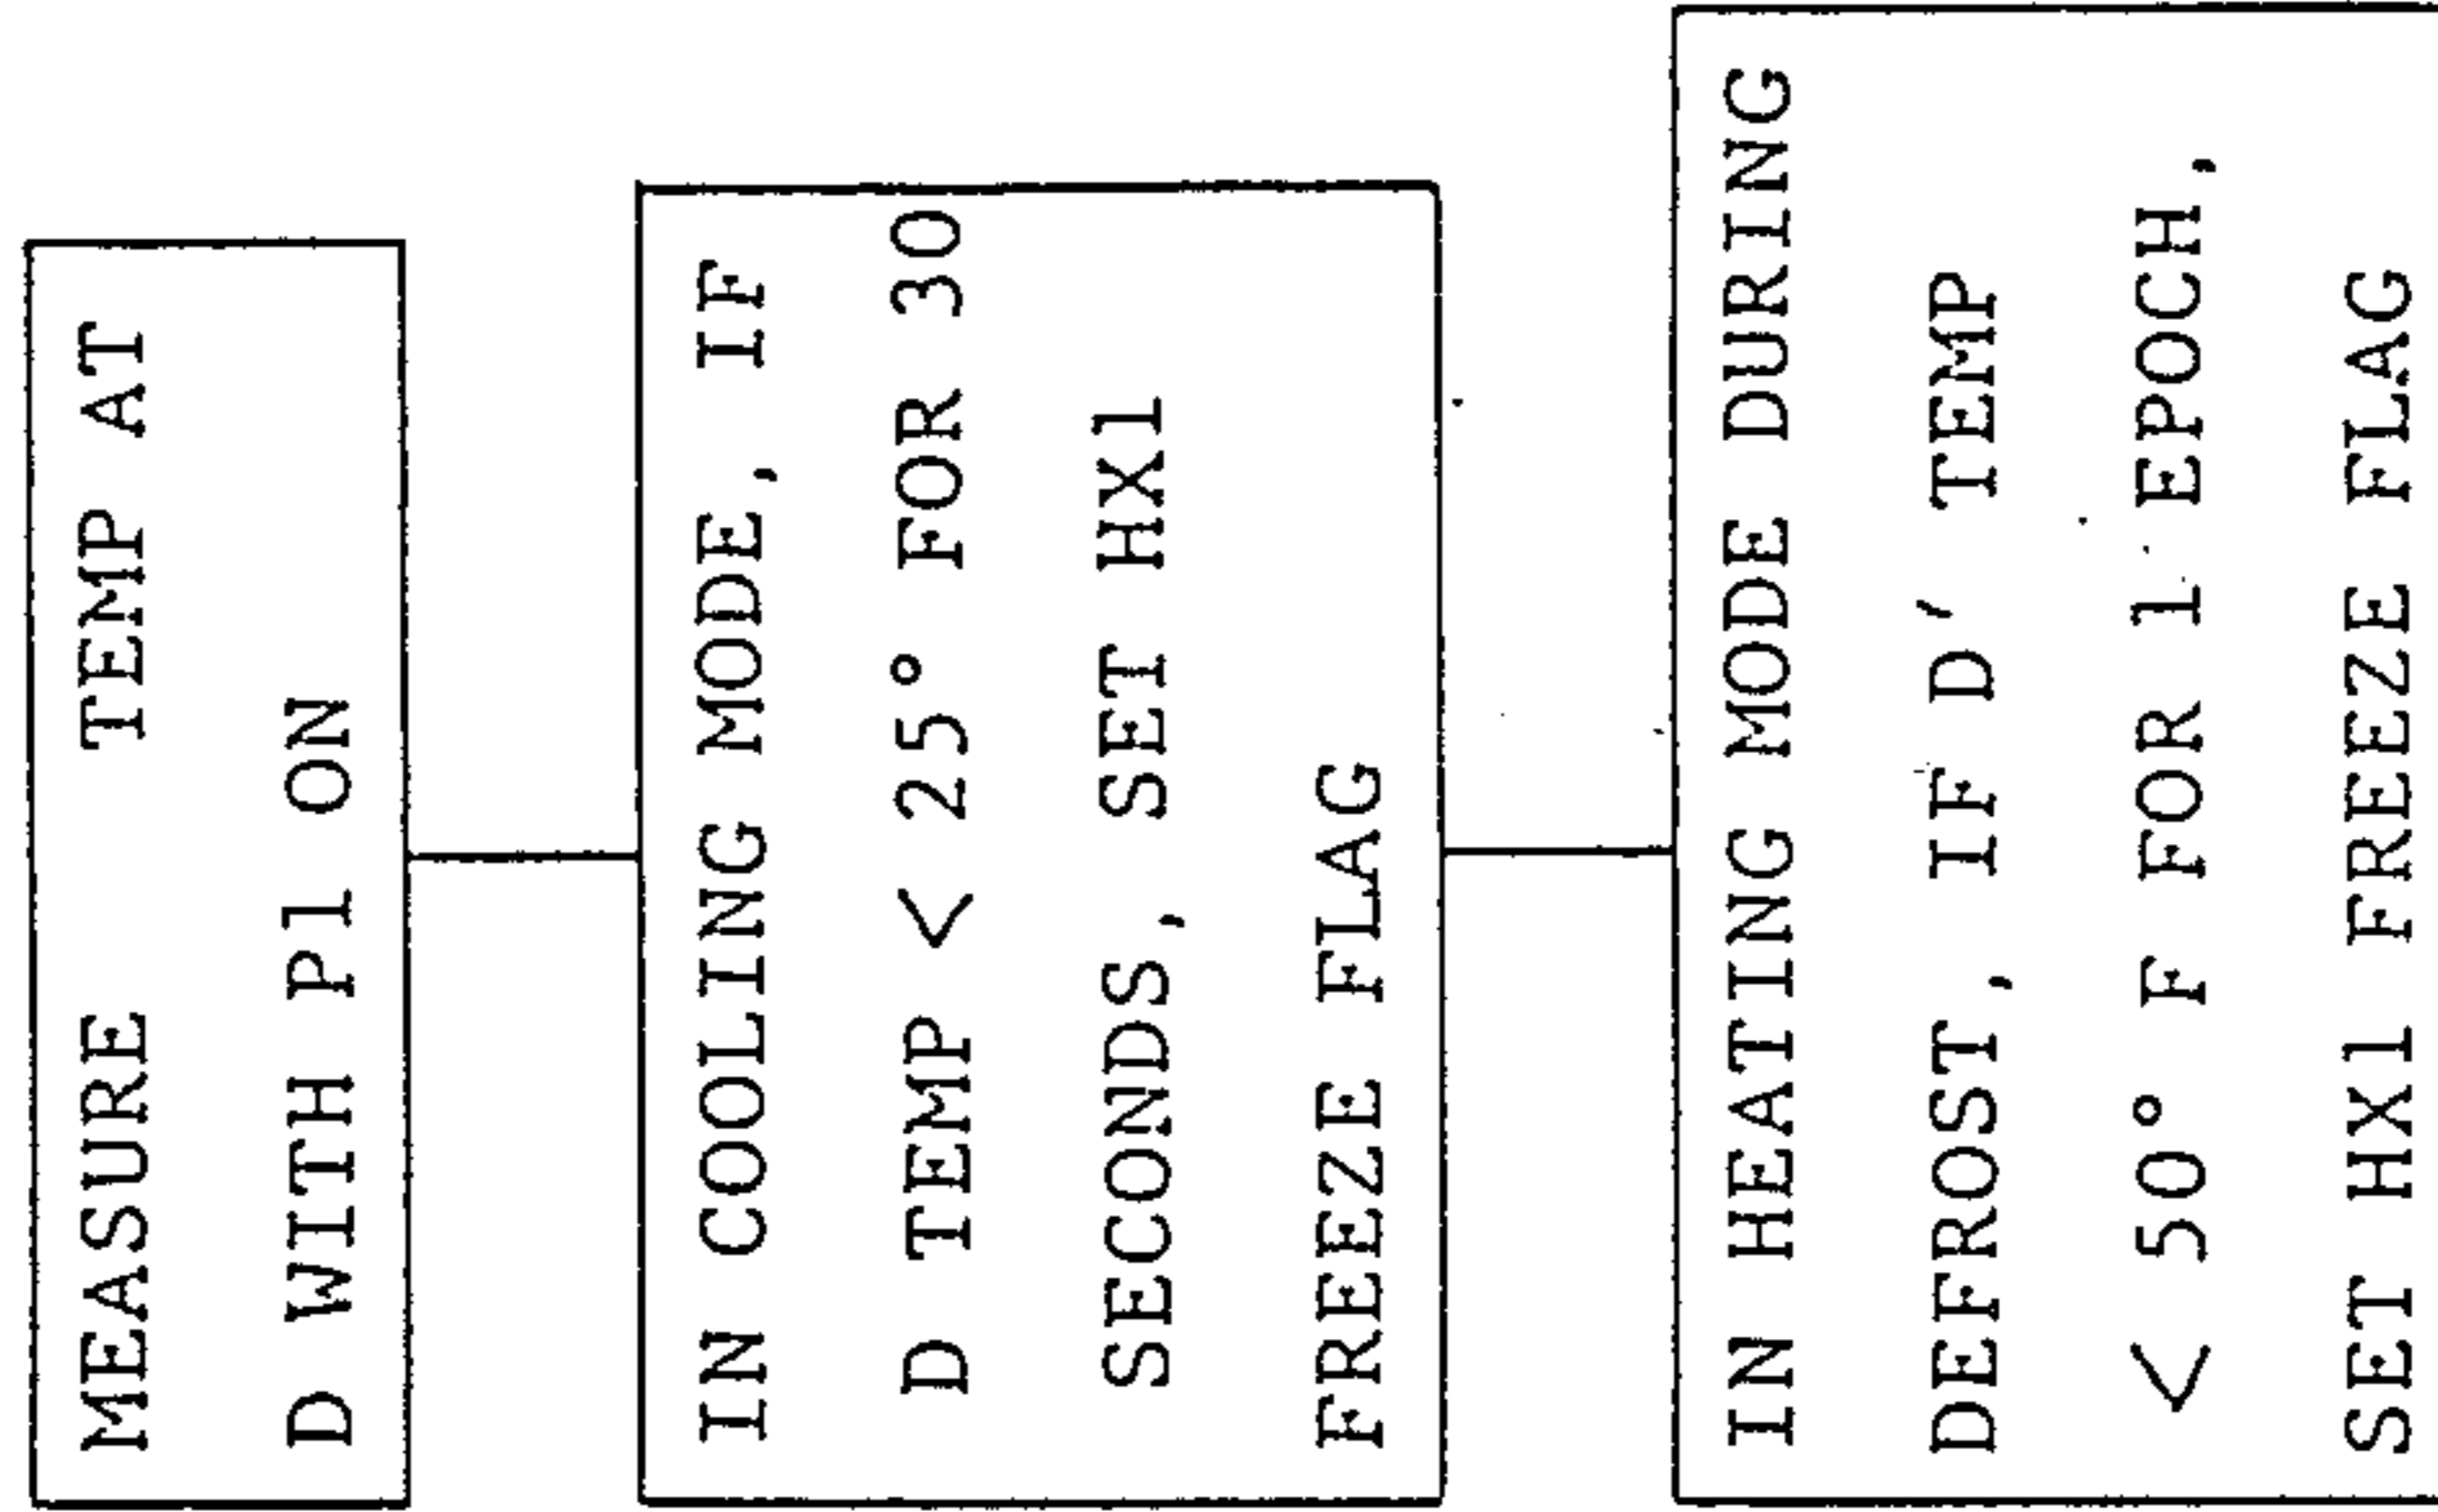 MEASURE TEMP AT
D WITH P1 ON
IN COOLING MODE, IF
D TEMP < 25° FOR 30
SECONDS, SET HX1
FREEZE FLAG
IN HEATING MODE DURING
DEFROST, IF D' TEMP
< 50° F FOR 1 EPOCH,
SET HX1 FREEZE FLAG